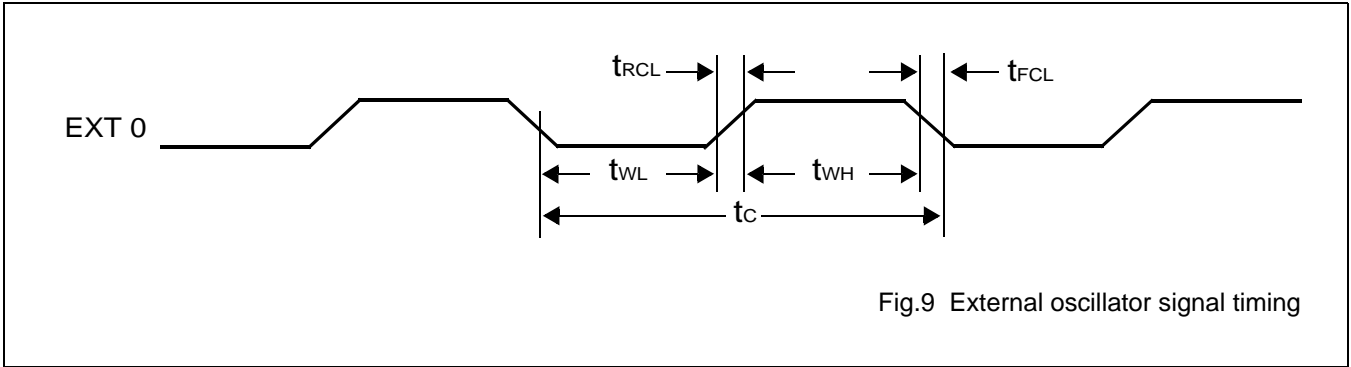 tRCL
tFCL
EXT 0
tWL
tWH
tC
Fig.9 External oscillator signal timing